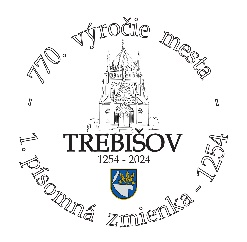 - 770. výročie mesta -
TREBIŠOV
1254 - 2024
1. písomná zmienka - 1254